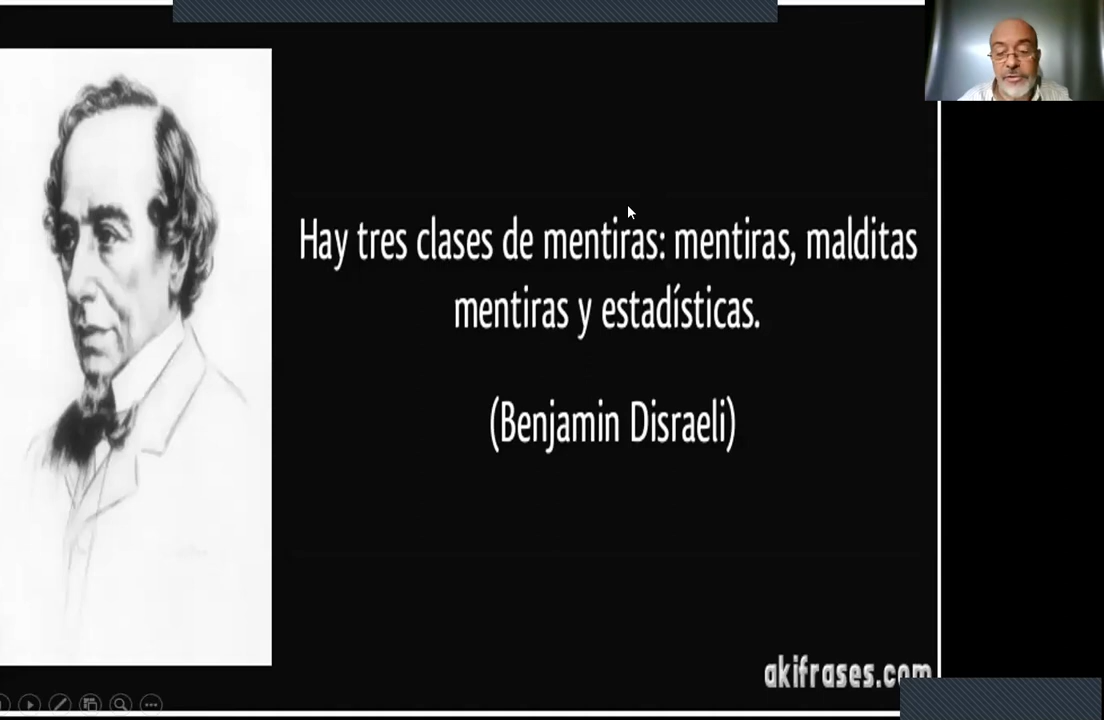 Hay tres clases de mentiras: mentiras, malditas
mentiras y estadísticas.
(Benjamin Disraeli)
akifrases.com